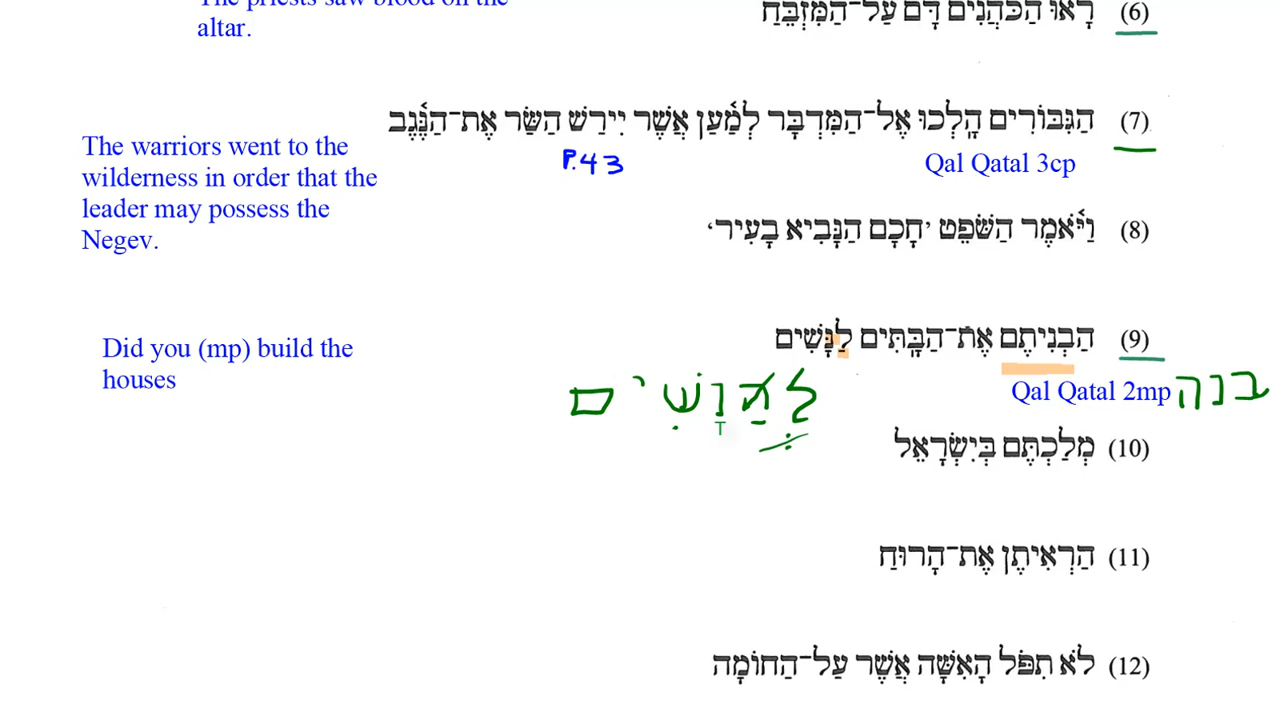 The priests saw blood on the
altar.
(6) רָאוּ הַכֹּהֲנִים דָּם עַל־הַמִּזְבֵּחַ
(7) הַגִּבּוֹרִים הָֽלְכוּ אֶל־הַמִּדְבָּר לְמַ֫עַן אֲשֶׁר יִירַשׁ הַשַּׂר אֶת־הַנֶּ֫גֶב
The warriors went to the
wilderness in order that the
leader may possess the
Negev.
P.43
Qal Qatal 3cp
(8) וַיֹּ֫אמֶר הַשֹּׁפֵט ׳חָכָם הַנָּבִיא בָּעִיר׳
(9) הַבְנִיתֶם אֶת־הַבָּֽתִּים לַנָּשִׁים
Did you (mp) build the
houses
Qal Qatal 2mp בנה
לְהַנָשִׁים
(10) מְלַכְתֶּם בְּיִשְׂרָאֵל
(11) הַרְאִיתֶן אֶת־הָרוּחַ
(12) לֹא תִפֹּל הָאִשָּׁה אֲשֶׁר עַל־הַחוֹמָה